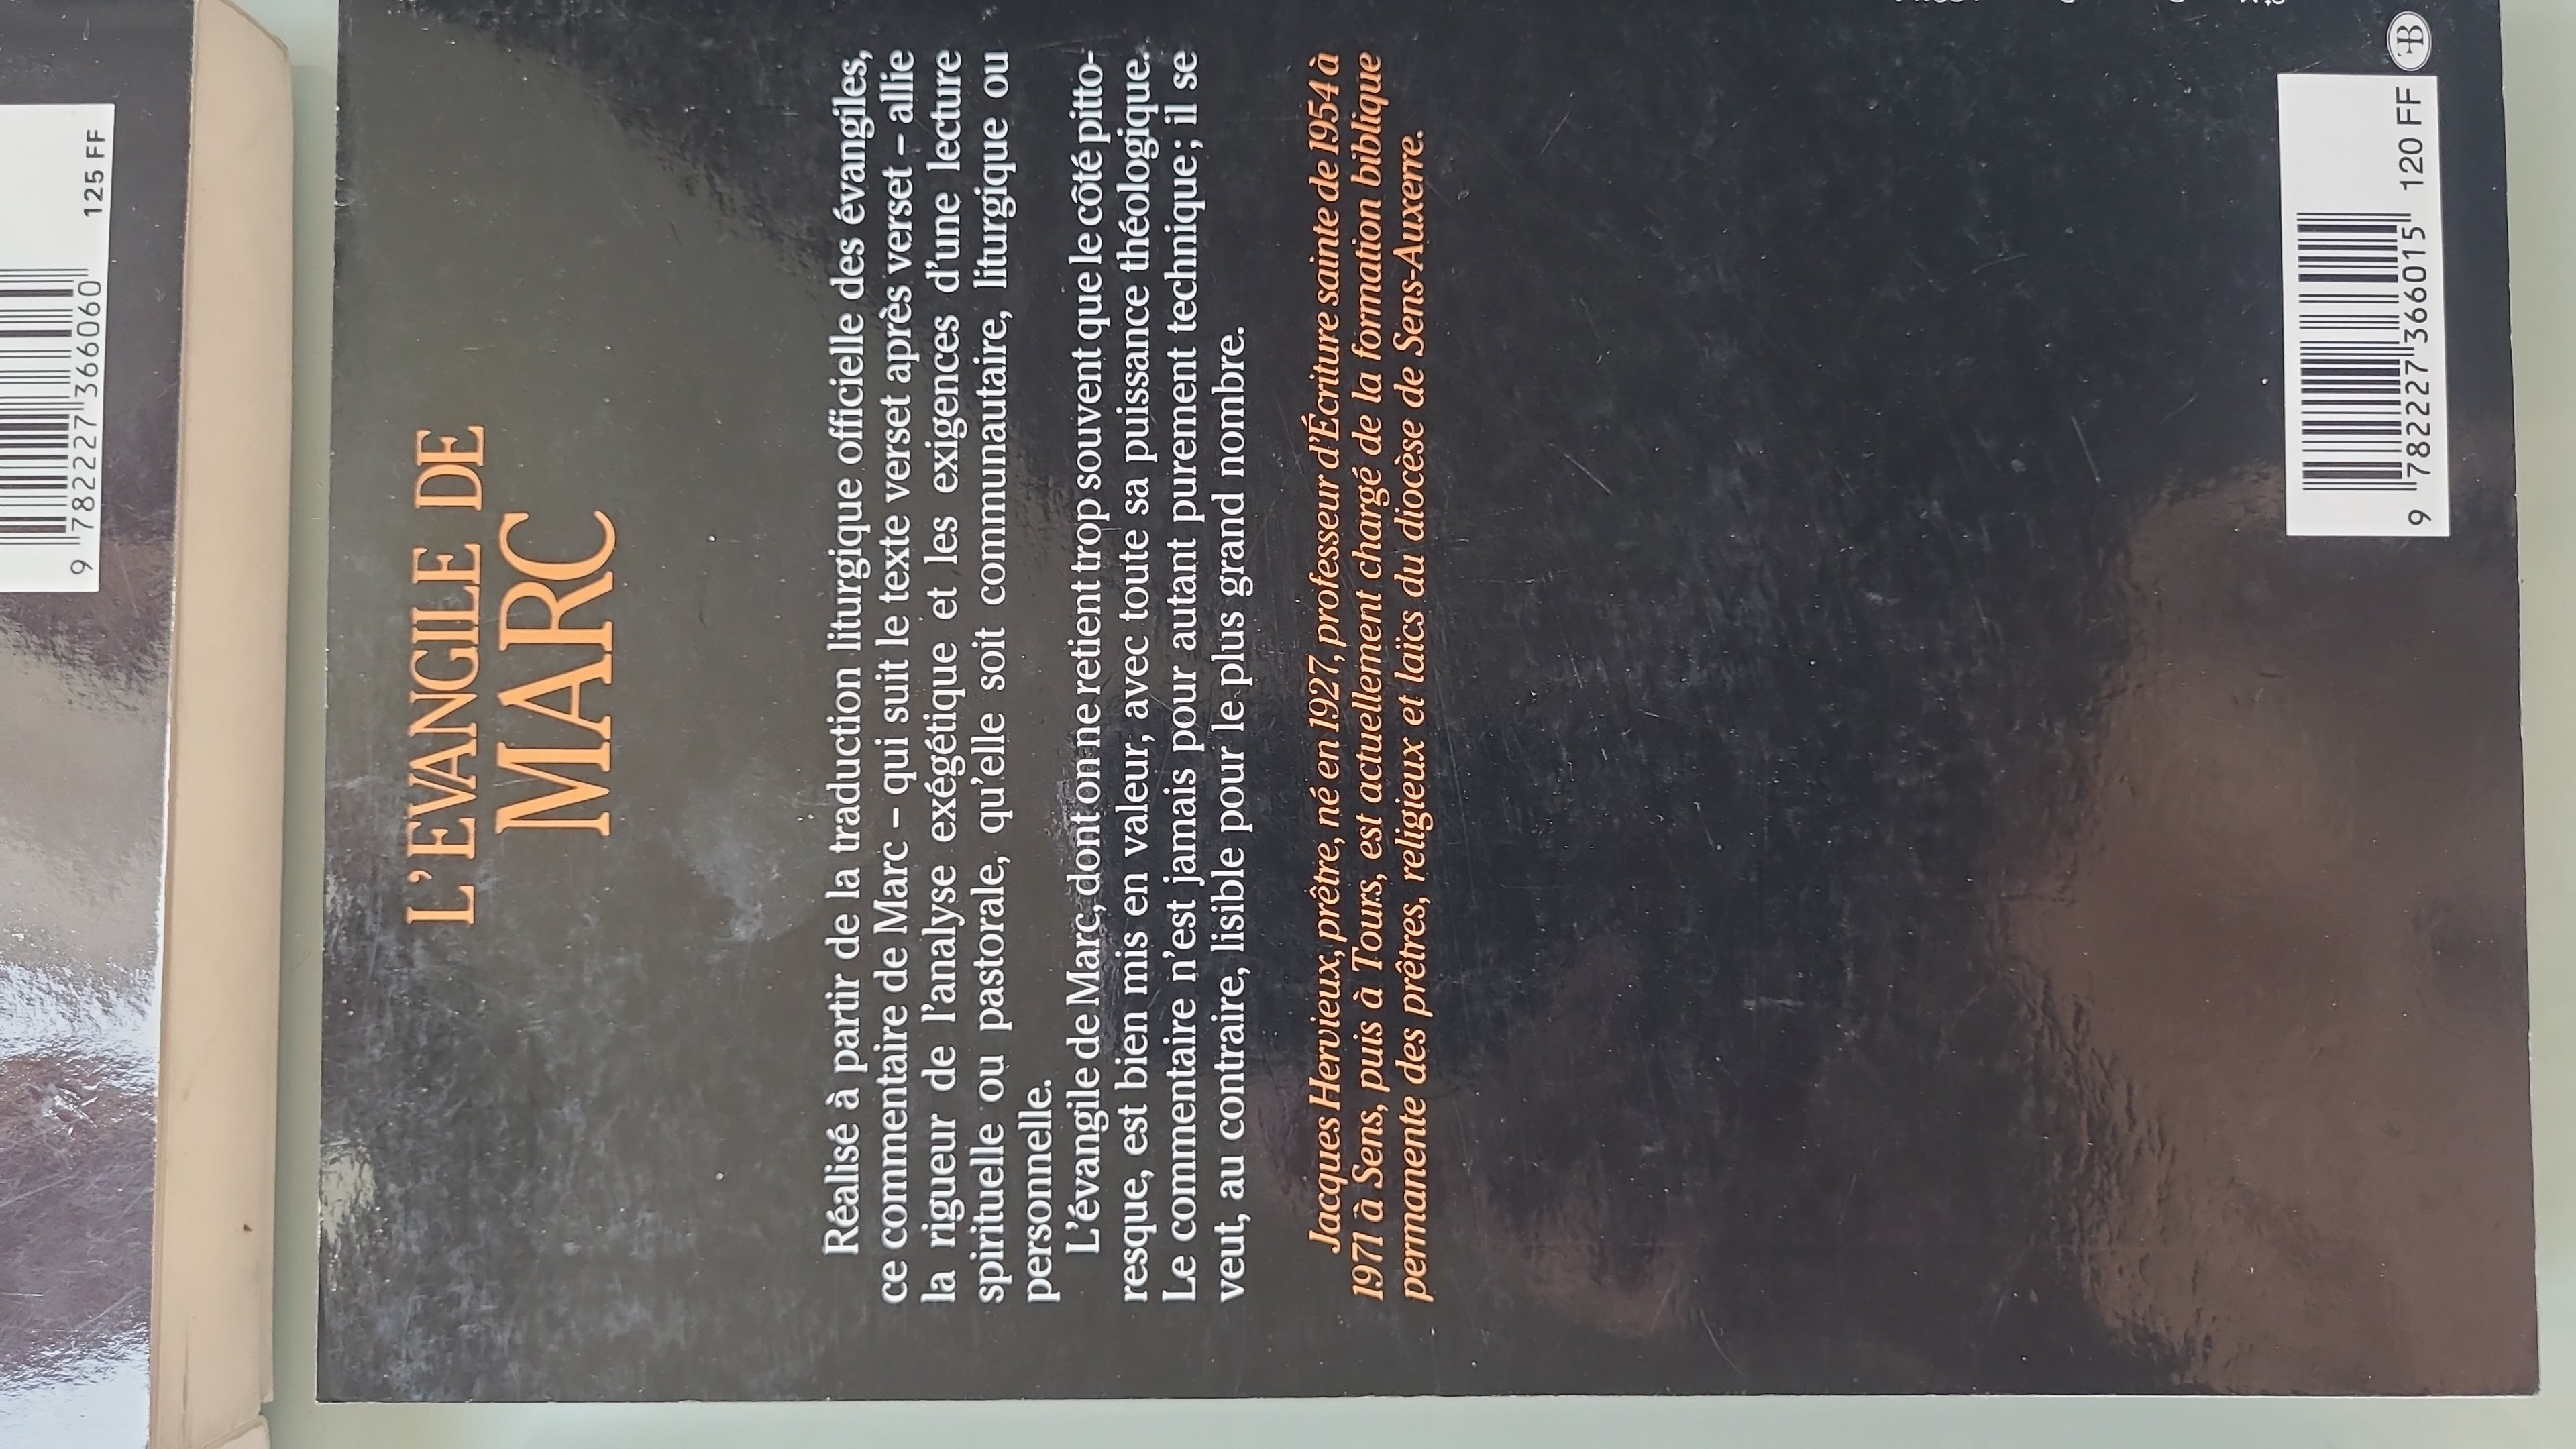 9 782227 366060
125 FF
L'EVANGILE DE
MARC
Réalisé à partir de la traduction liturgique officielle des évangiles,
ce commentaire de Marc – qui suit le texte verset après verset – allie
la rigueur de l'analyse exégétique et les exigences d'une lecture
spirituelle ou pastorale, qu'elle soit communautaire, liturgique ou
personnelle.
L'évangile de Marc, dont on ne retient trop souvent que le côté pitto-
resque, est bien mis en valeur, avec toute sa puissance théologique.
Le commentaire n'est jamais pour autant purement technique ; il se
veut, au contraire, lisible pour le plus grand nombre.
Jacques Hervieux, prêtre, né en 1927, professeur d'Écriture sainte de 1954 à
1971 à Sens, puis à Tours, est actuellement chargé de la formation biblique
permanente des prêtres, religieux et laïcs du diocèse de Sens-Auxerre.
9 782227 366015
120 FF